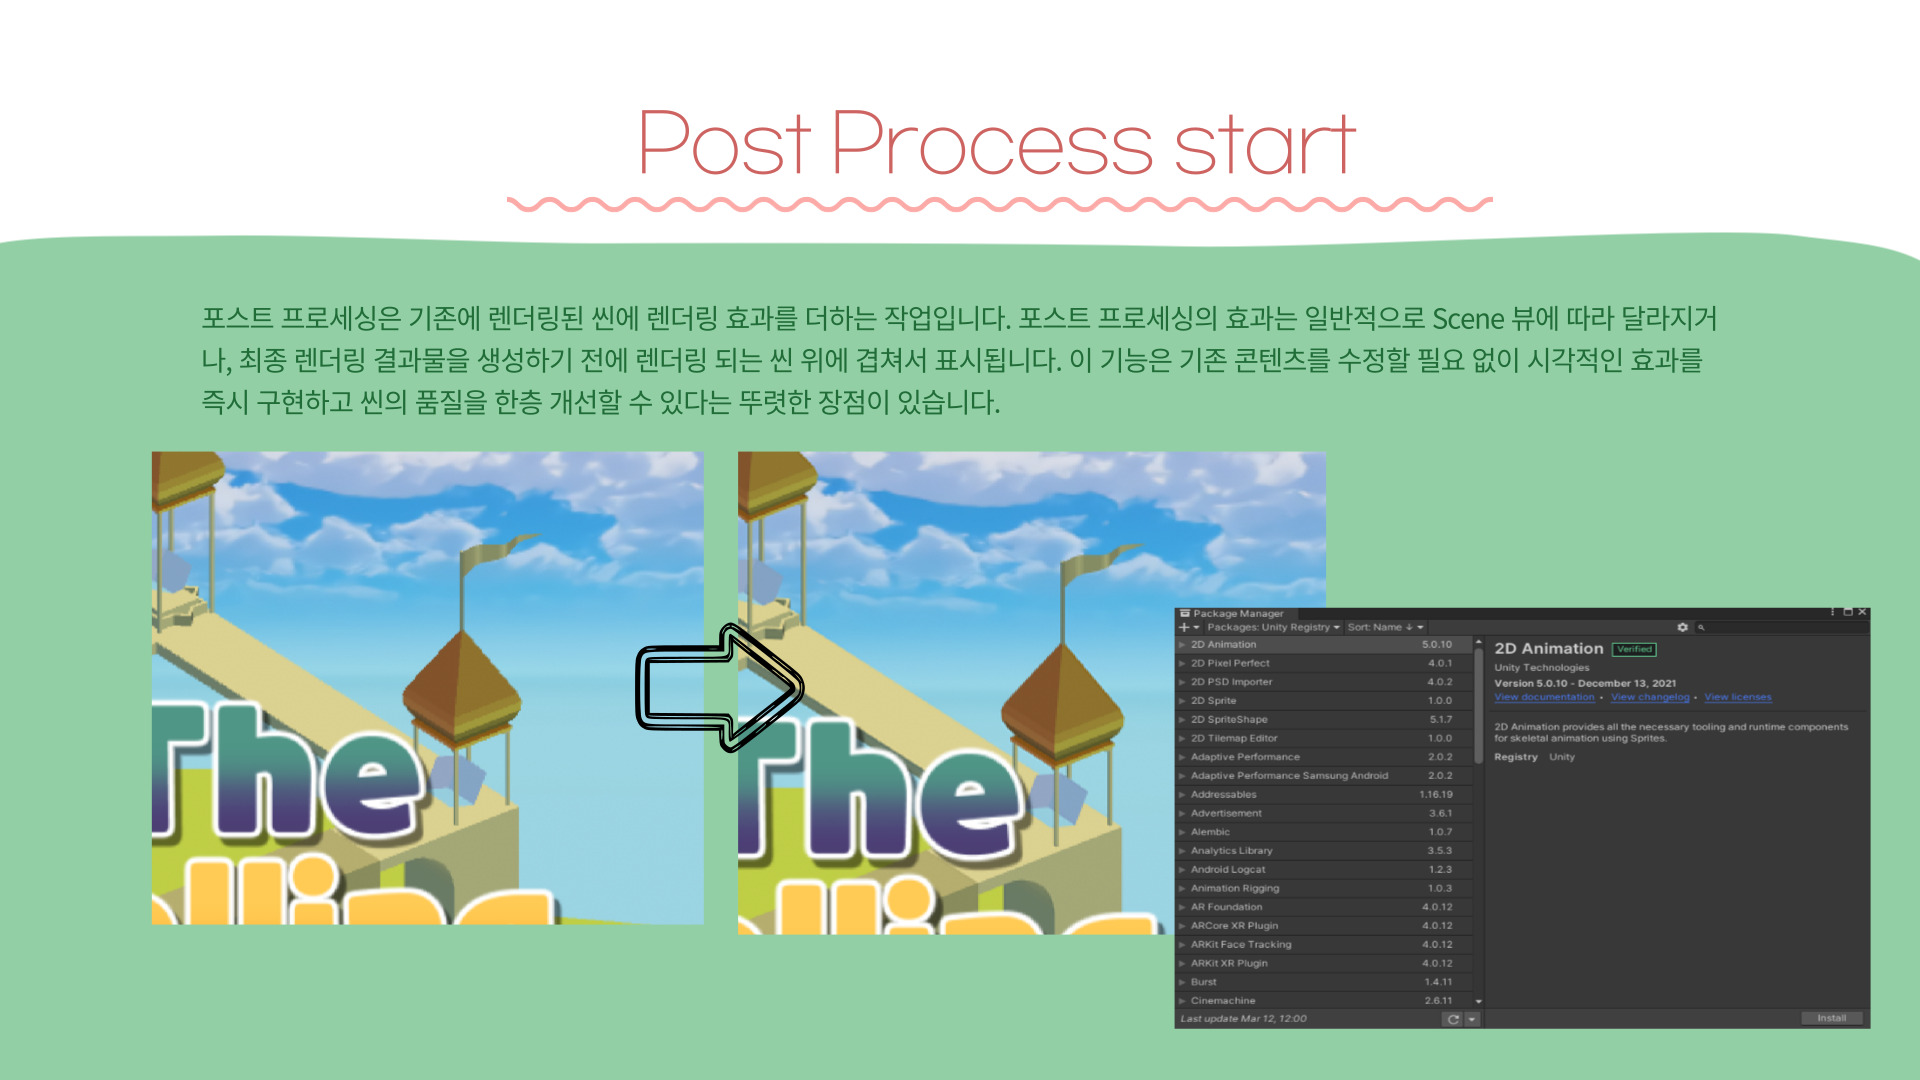 Post Process start
포스트 프로세싱은 기존에 렌더링된 씬에 렌더링 효과를 더하는 작업입니다. 포스트 프로세싱의 효과는 일반적으로 Scene 뷰에 따라 달라지거
나, 최종 렌더링 결과물을 생성하기 전에 렌더링 되는 씬 위에 겹쳐서 표시됩니다. 이 기능은 기존 콘텐츠를 수정할 필요 없이 시각적인 효과를
즉시 구현하고 씬의 품질을 한층 개선할 수 있다는 뚜렷한 장점이 있습니다.
The
The
Package Manager
Packages: Unity Registry Sort: Name ↓
2D Animation 5.0.10
2D Pixel Perfect 4.0.1
2D PSD Importer 4.0.2
2D Sprite 1.0.0
2D SpriteShape 5.1.7
2D Tilemap Editor 1.0.0
Adaptive Performance 2.0.2
Adaptive Performance Samsung Android 2.0.2
Addressables 1.16.19
Advertisement 3.6.1
Alembic 1.0.7
Analytics Library 3.5.3
Android Logcat 1.2.3
Animation Rigging 1.0.3
AR Foundation 4.0.12
ARCore XR Plugin 4.0.12
ARKit Face Tracking 4.0.12
ARKit XR Plugin 4.0.12
Burst 1.4.11
Cinemachine 2.6.11
Last update Mar 12, 12:00
2D Animation Verified
Unity Technologies
Version 5.0.10 - December 13, 2021
View documentation • View changelog • View licenses
2D Animation provides all the necessary tooling and runtime components
for skeletal animation using Sprites.
Registry Unity
Install